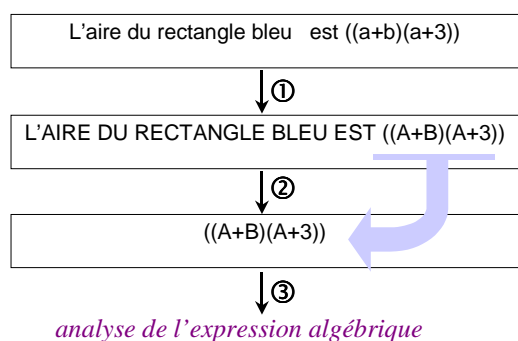 L'aire du rectangle bleu est ((a+b)(a+3))
①
L'AIRE DU RECTANGLE BLEU EST ((A+B)(A+3))
②
((A+B)(A+3))
③
analyse de l'expression algébrique